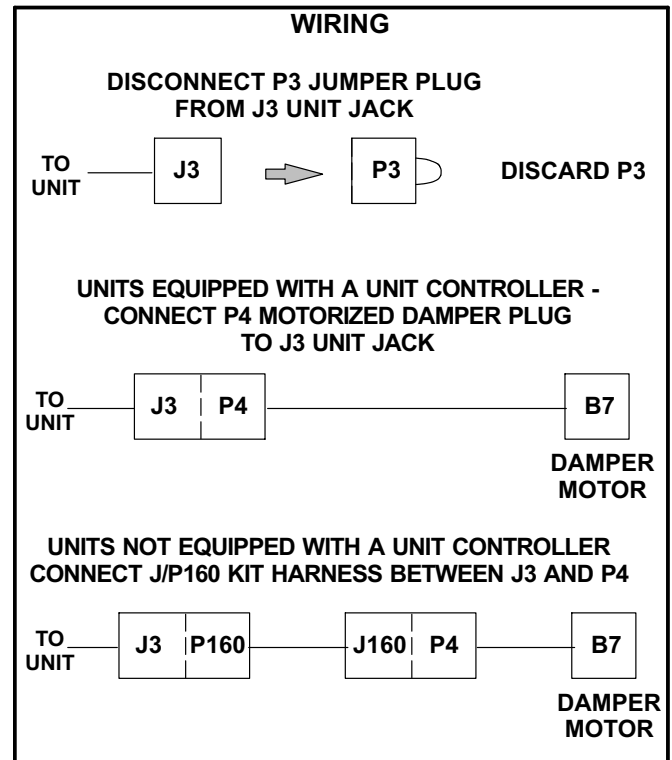 WIRING
DISCONNECT P3 JUMPER PLUG
FROM J3 UNIT JACK
TO
UNIT
J3
P3
DISCARD P3
UNITS EQUIPPED WITH A UNIT CONTROLLER -
CONNECT P4 MOTORIZED DAMPER PLUG
TO J3 UNIT JACK
TO
UNIT
J3
P4
B7
DAMPER
MOTOR
UNITS NOT EQUIPPED WITH A UNIT CONTROLLER
CONNECT J/P160 KIT HARNESS BETWEEN J3 AND P4
TO
UNIT
J3
P160
J160
P4
B7
DAMPER
MOTOR